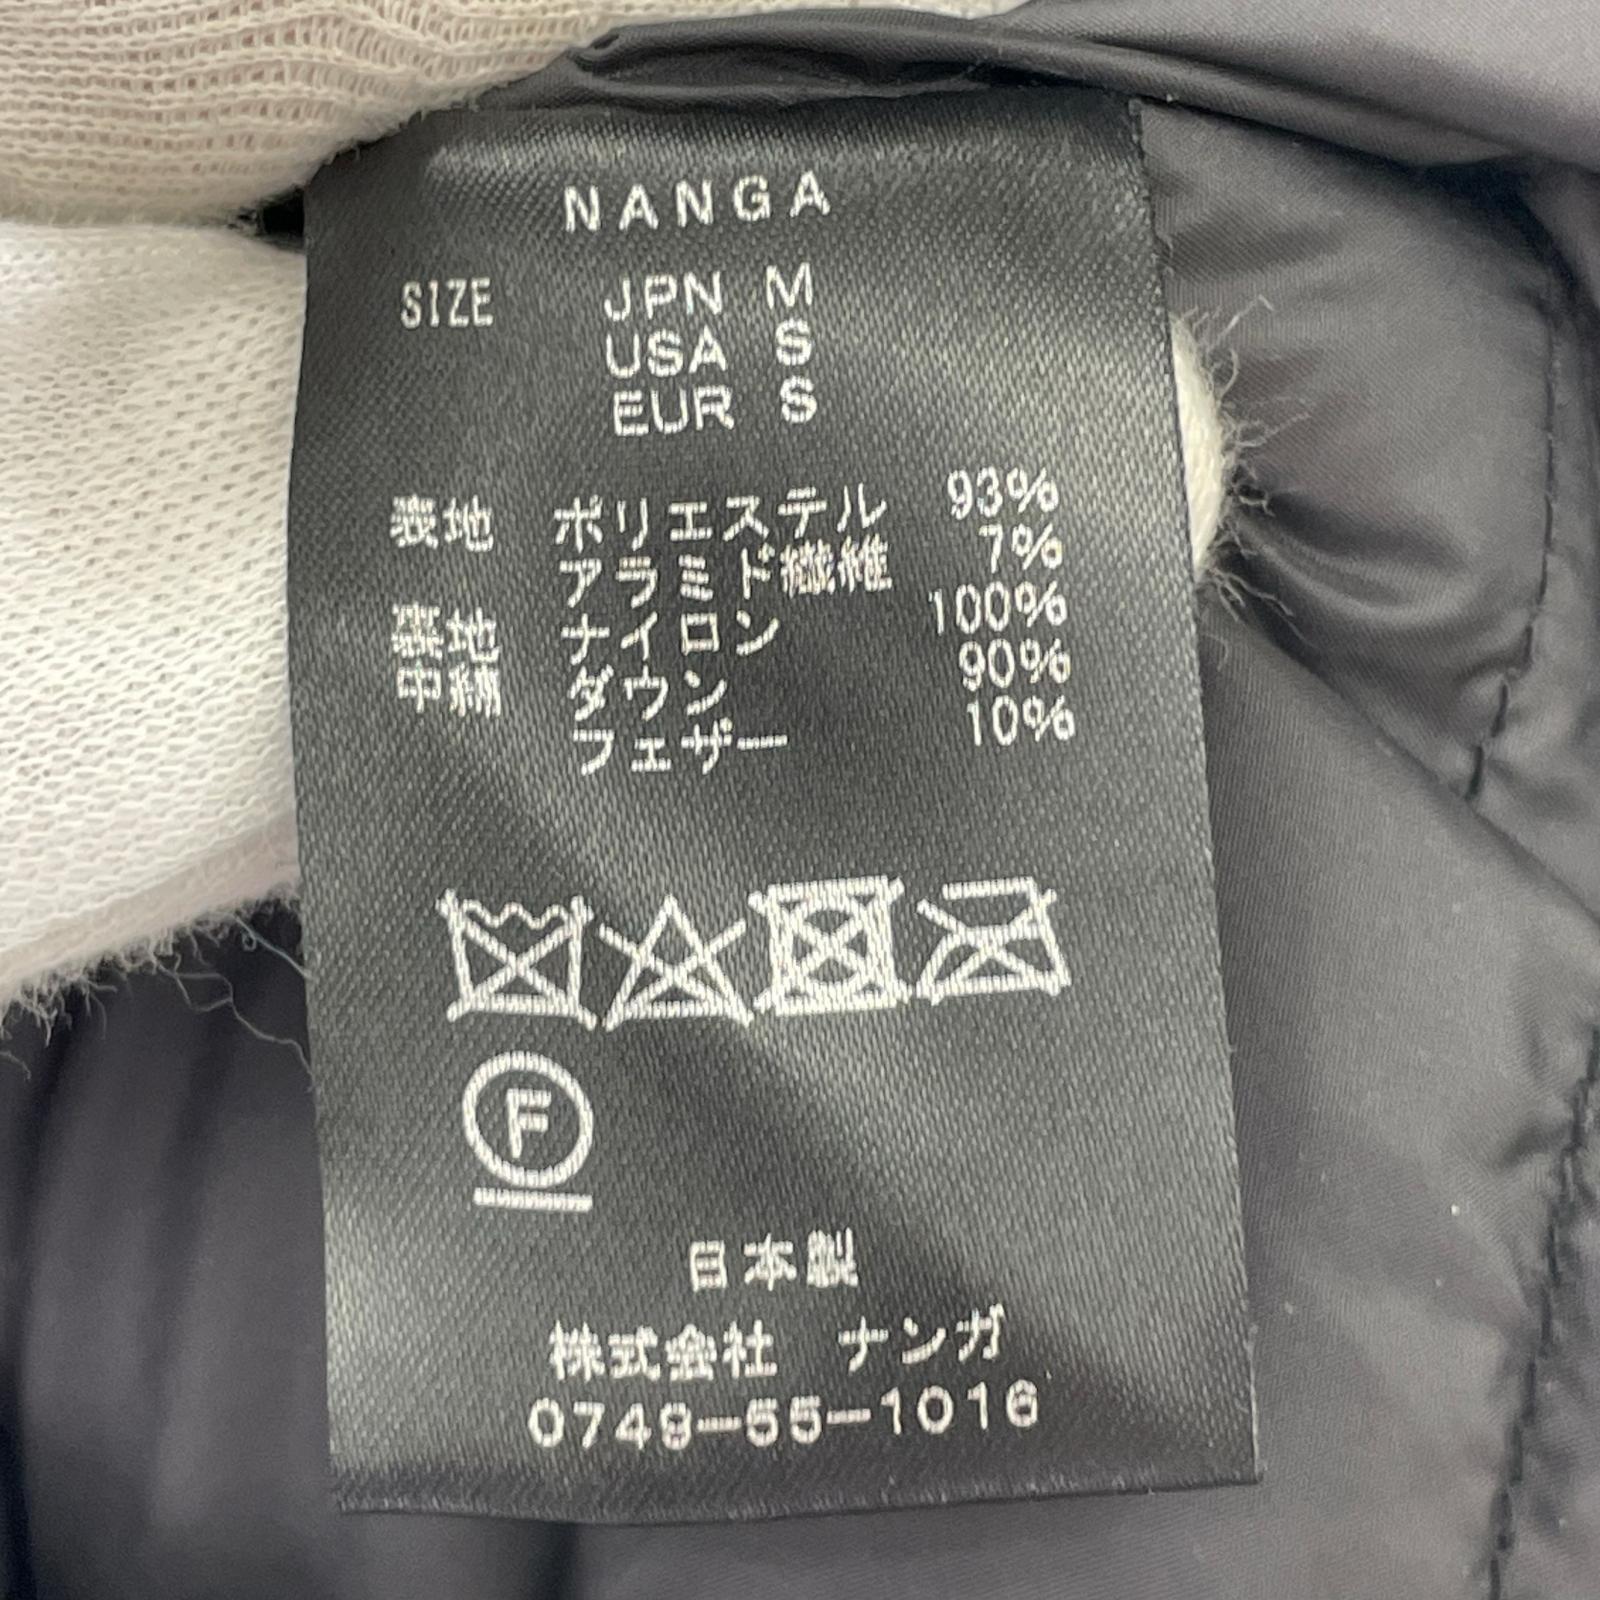 NANGA
SIZE JPN M
USA S
EUR S
表地 ポリエステル 93%
アラミド繊維 7%
裏地 ナイロン 100%
中綿 ダウン 90%
フェザー 10%
F
日本製
株式会社 ナンガ
0749-55-1016